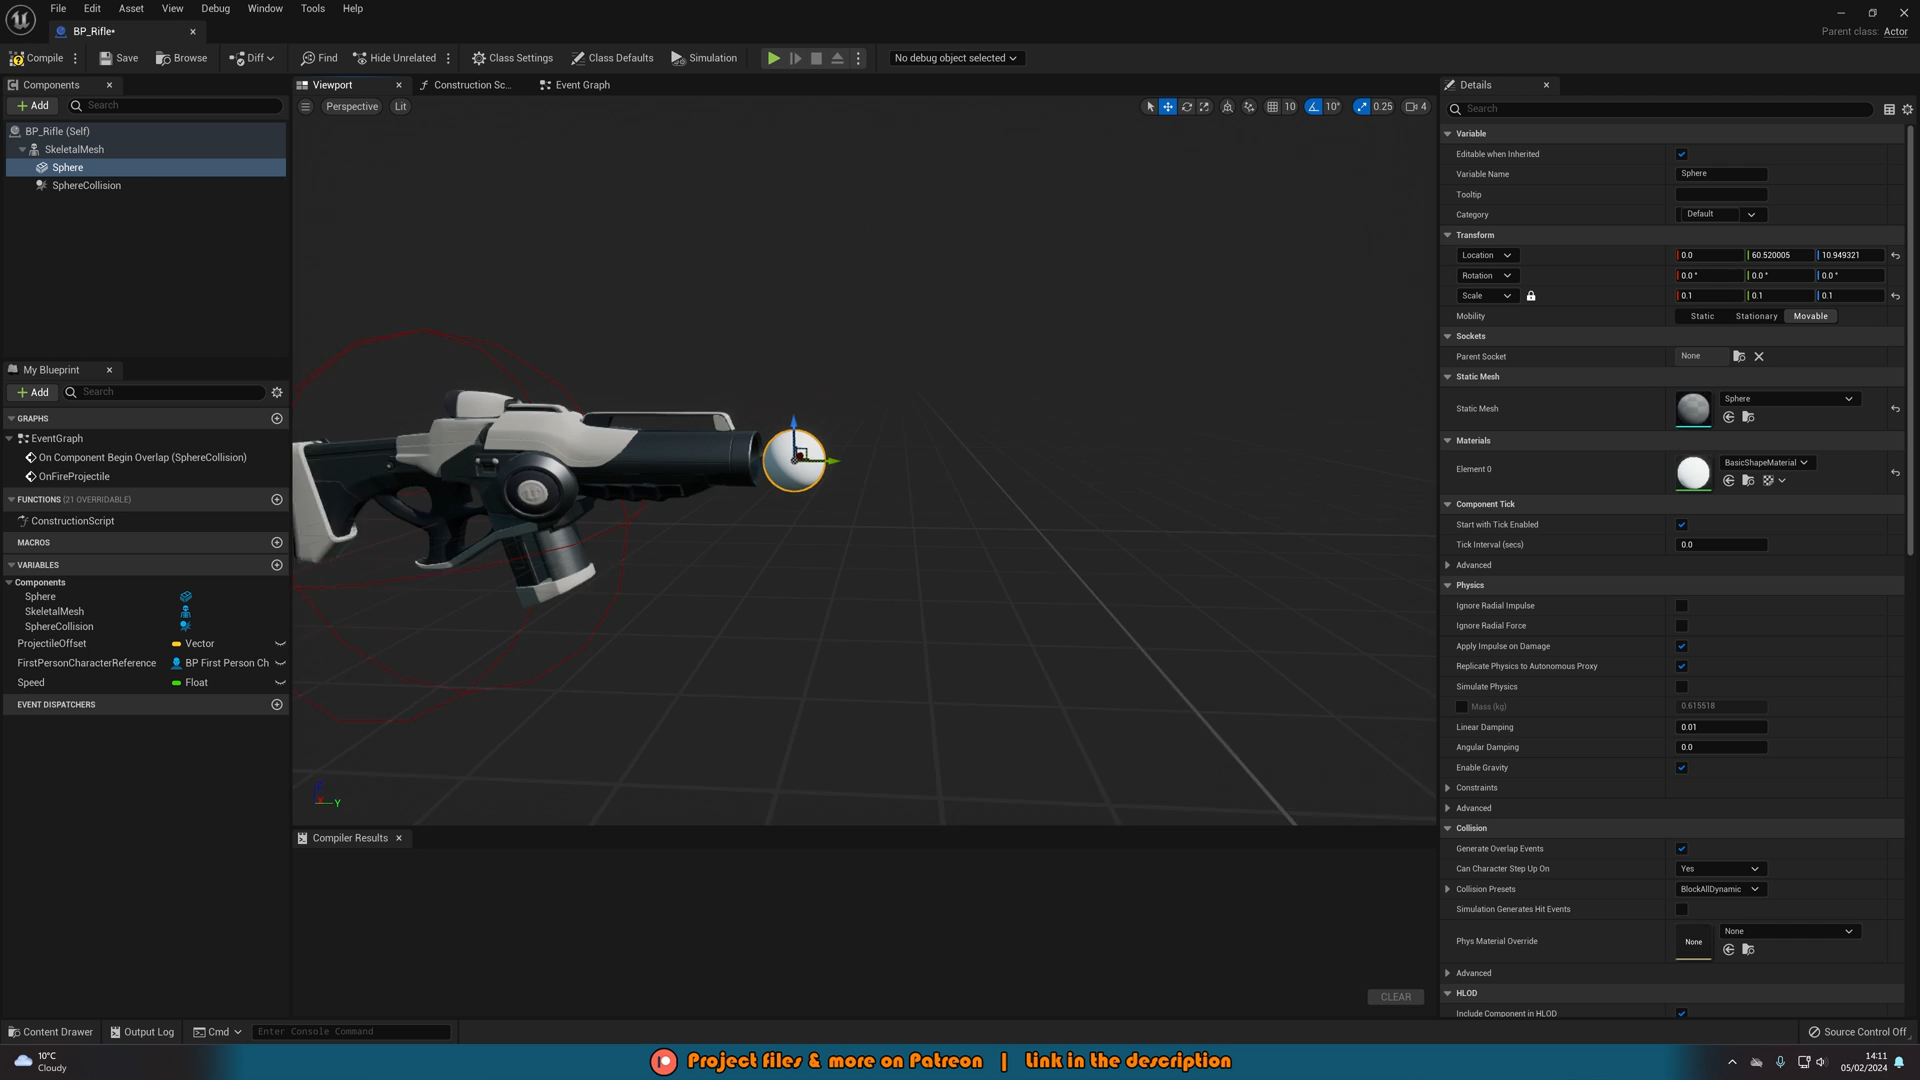 File Edit Asset View Debug Window Tools Help
BP_Rifle•
Parent class: Actor
Compile Save Browse Diff Find Hide Unrelated Class Settings Class Defaults Simulation No debug object selected
Components
Add Search
BP_Rifle (Self)
SkeletalMesh
Sphere
SphereCollision
My Blueprint
Add Search
GRAPHS
EventGraph
On Component Begin Overlap (SphereCollision)
OnFireProjectile
FUNCTIONS (21 OVERRIDABLE)
ConstructionScript
MACROS
VARIABLES
Components
Sphere
SkeletalMesh
SphereCollision
ProjectileOffset Vector
FirstPersonCharacterReference BP First Person Ch
Speed Float
EVENT DISPATCHERS
Viewport Construction Sc... Event Graph
Perspective Lit 10 10° 0.25 4
Y
Compiler Results
CLEAR
Details
Search
Variable
Editable when Inherited
Variable Name Sphere
Tooltip
Category Default
Transform
Location 0.0 60.520005 10.949321
Rotation 0.0 ° 0.0 ° 0.0 °
Scale 0.1 0.1 0.1
Mobility Static Stationary Movable
Sockets
Parent Socket None
Static Mesh
Static Mesh Sphere
Materials
Element 0 BasicShapeMaterial
Component Tick
Start with Tick Enabled
Tick Interval (secs) 0.0
Advanced
Physics
Ignore Radial Impulse
Ignore Radial Force
Apply Impulse on Damage
Replicate Physics to Autonomous Proxy
Simulate Physics
Mass (kg) 0.615518
Linear Damping 0.01
Angular Damping 0.0
Enable Gravity
Constraints
Advanced
Collision
Generate Overlap Events
Can Character Step Up On Yes
Collision Presets BlockAllDynamic
Simulation Generates Hit Events
Phys Material Override None None
Advanced
HLOD
Include Component in HLOD
Content Drawer Output Log Cmd Enter Console Command Source Control Off
10°C
Cloudy
Project files & more on Patreon | Link in the description
14:11
05/02/2024